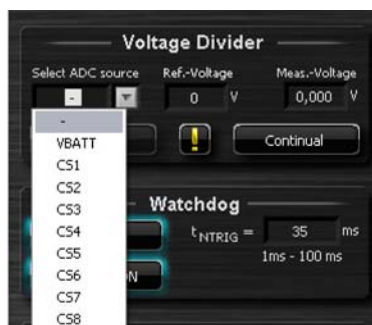 Voltage Divider
Select ADC source Ref.-Voltage Meas.-Voltage
- 0 V 0,000 V
-
VBATT
CS1
CS2
CS3
CS4
CS5
CS6
CS7
CS8
Continual
Watchdog
tNTRIG = 35 ms
1ms - 100 ms